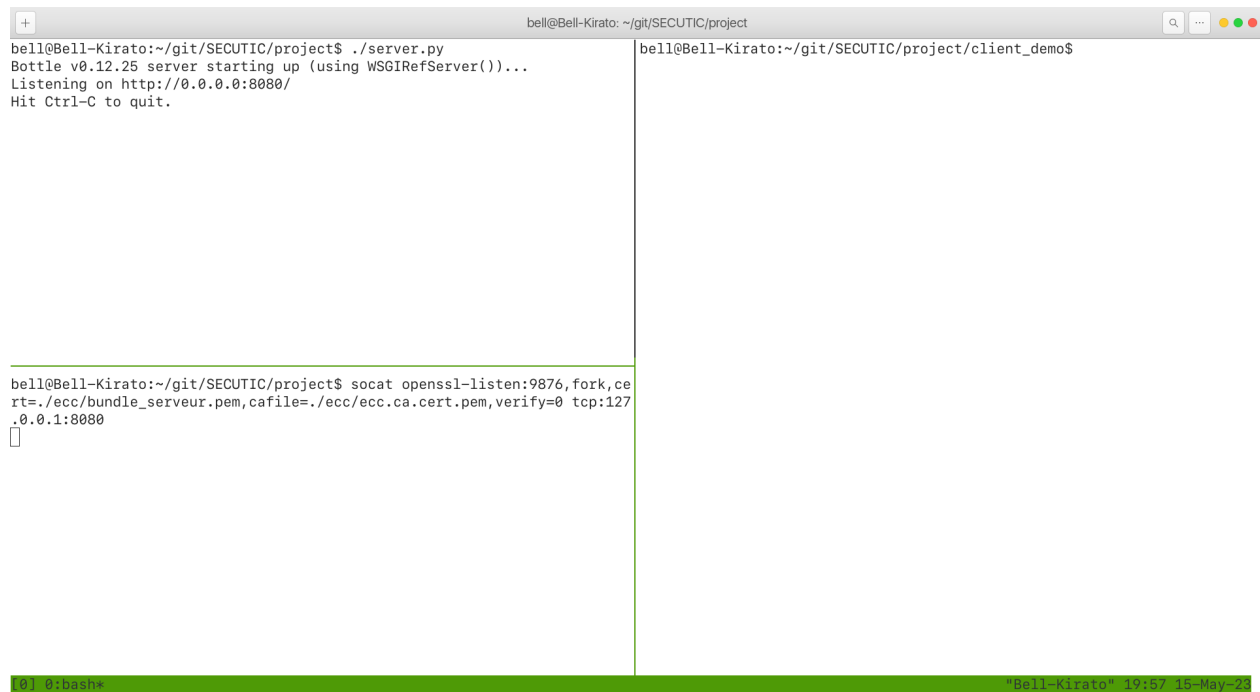 bell@Bell-Kirato: ~/git/SECUTIC/project
bell@Bell-Kirato:~/git/SECUTIC/project$ ./server.py
Bottle v0.12.25 server starting up (using WSGIRefServer())...
Listening on http://0.0.0.0:8080/
Hit Ctrl-C to quit.
bell@Bell-Kirato:~/git/SECUTIC/project$ socat openssl-listen:9876,fork,ce
rt=./ecc/bundle_serveur.pem,cafile=./ecc/ecc.ca.cert.pem,verify=0 tcp:127
.0.0.1:8080
bell@Bell-Kirato:~/git/SECUTIC/project/client_demo$
[0] 0:bash* "Bell-Kirato" 19:57 15-May-23